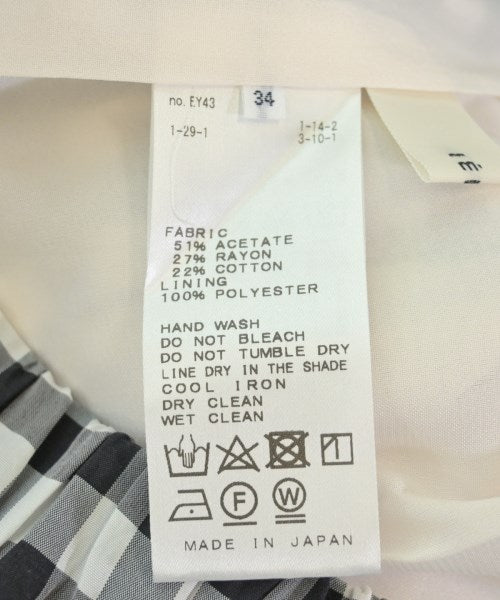 no. EY43 34
1-29-1 1-14-2
3-10-1
FABRIC
51% ACETATE
27% RAYON
22% COTTON
LINING
100% POLYESTER
HAND WASH
DO NOT BLEACH
DO NOT TUMBLE DRY
LINE DRY IN THE SHADE
COOL IRON
DRY CLEAN
WET CLEAN
F W
MADE IN JAPAN